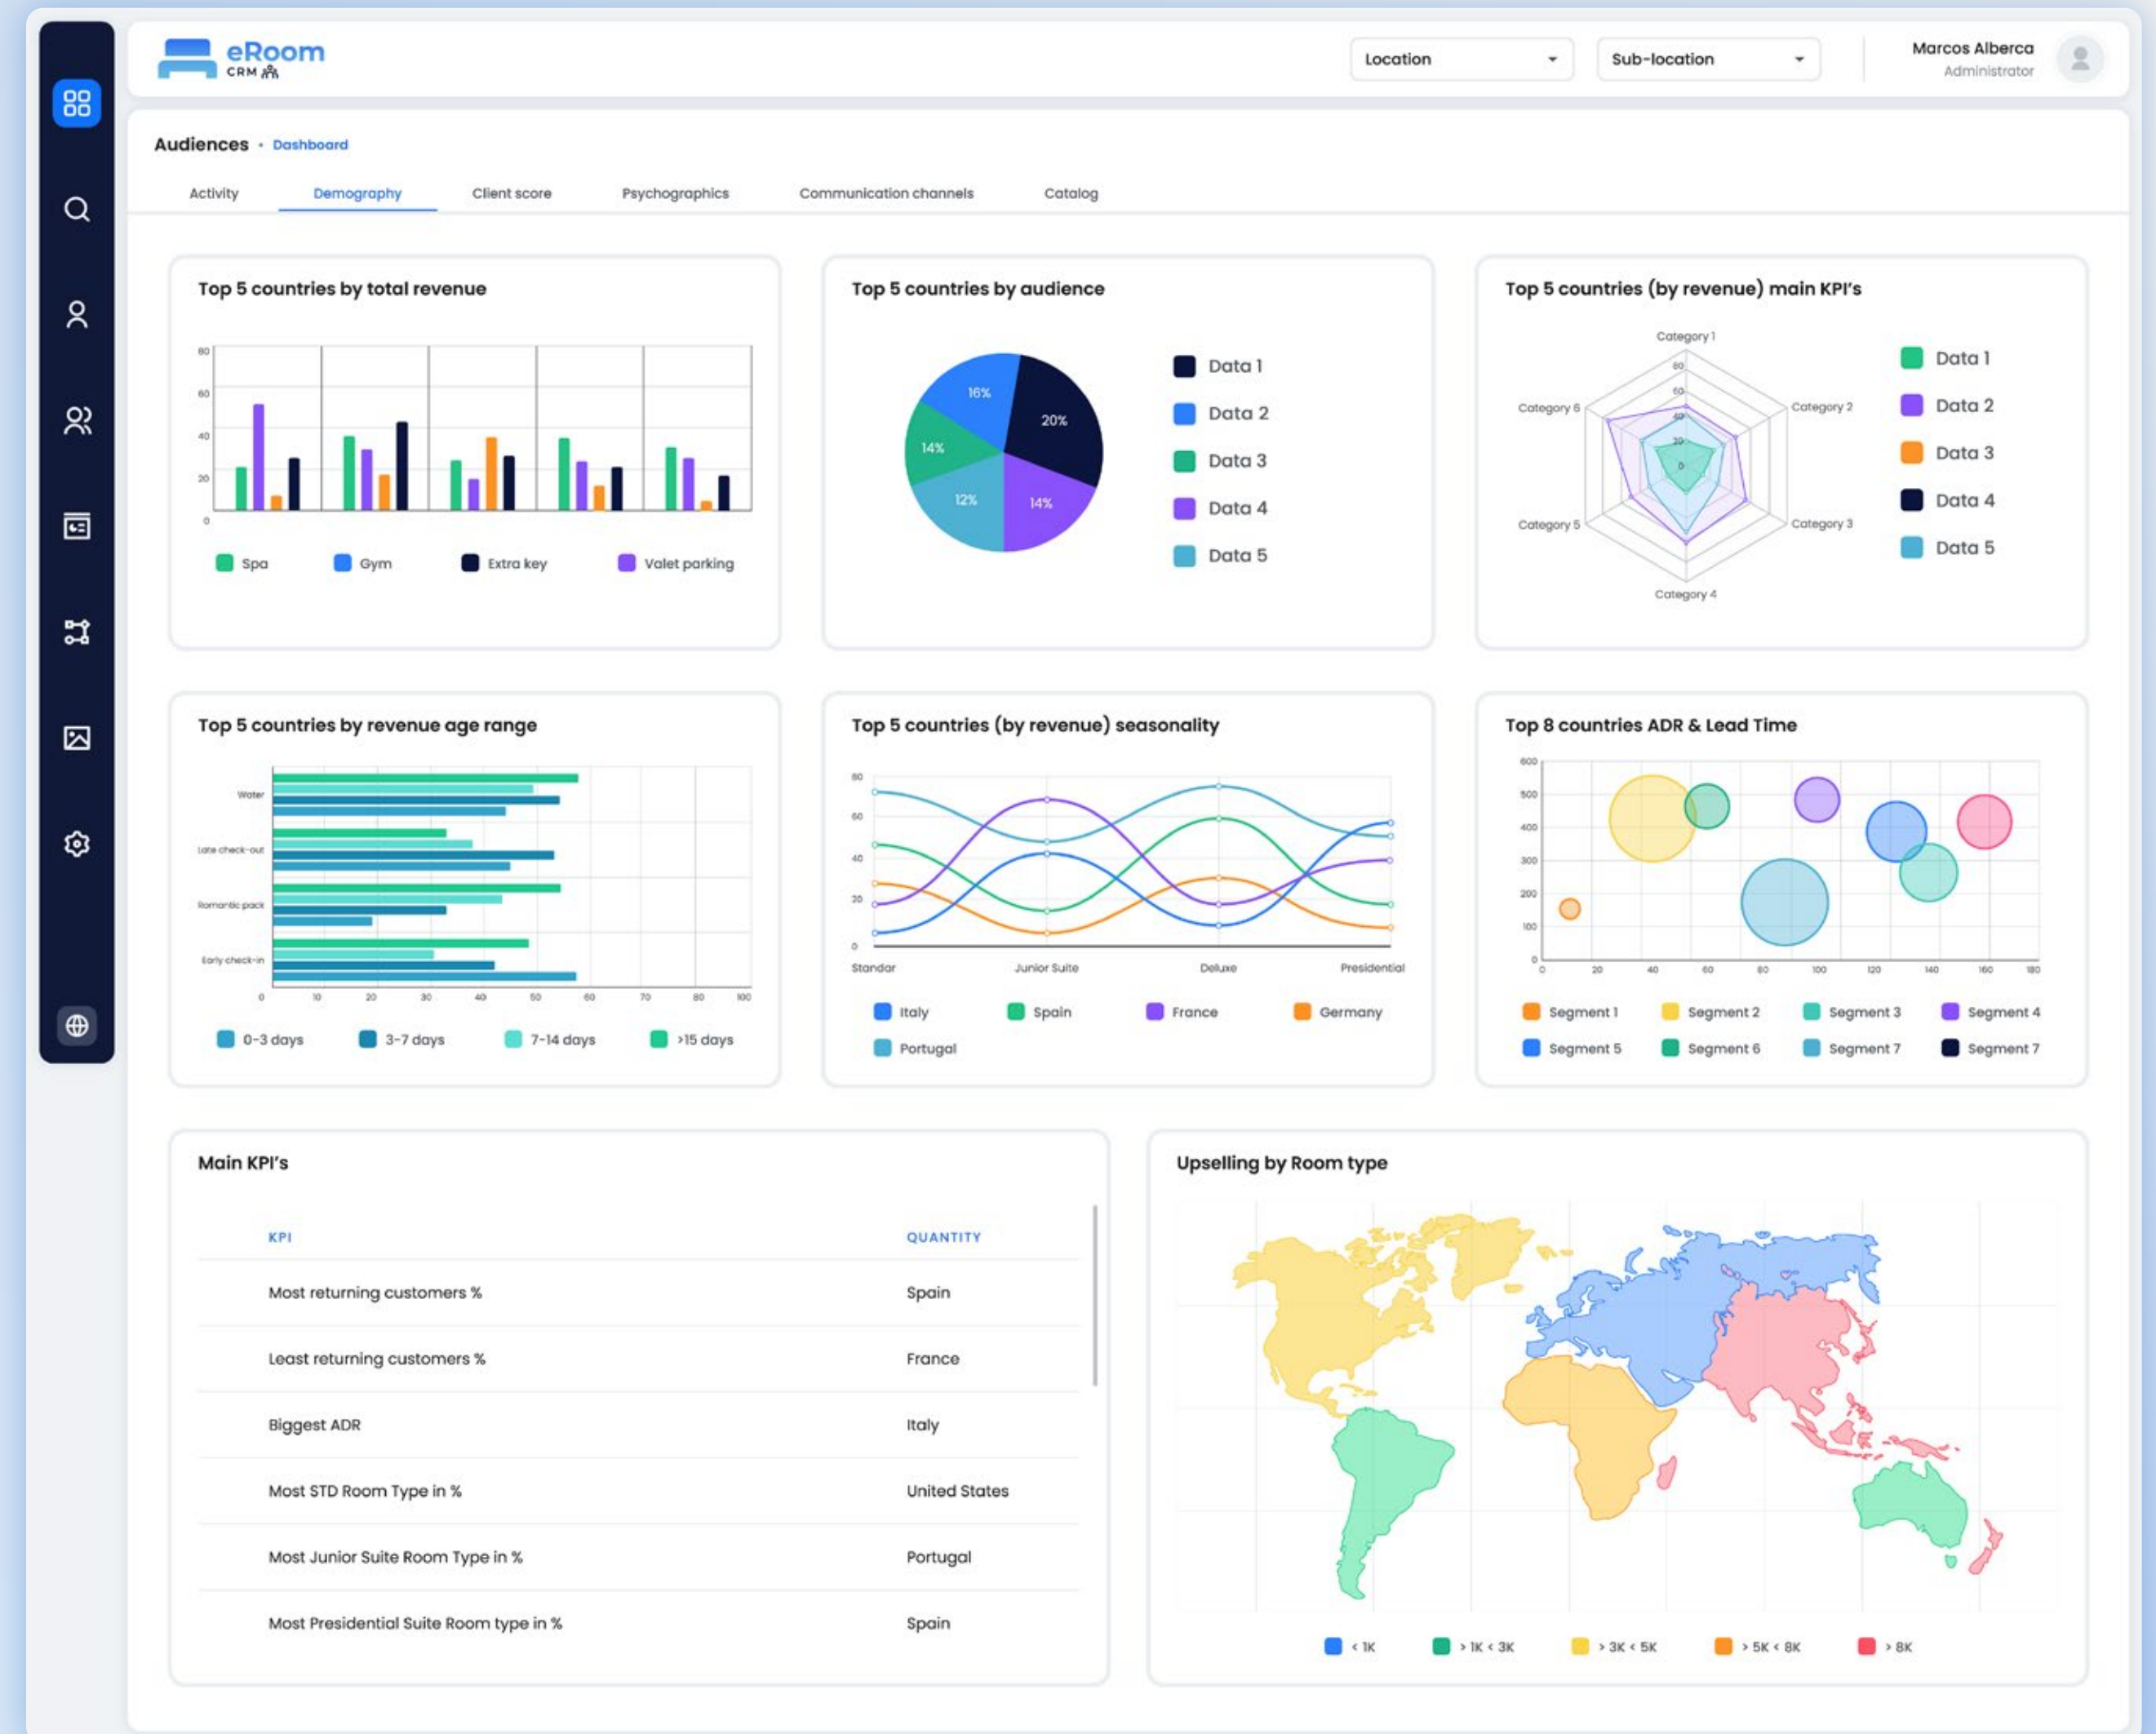 eRoom
CRM
Location
Sub-location
Marcos Alberca
Administrator
Audiences • Dashboard
Activity
Demography
Client score
Psychographics
Communication channels
Catalog
Top 5 countries by total revenue
80
60
40
20
0
Spa
Gym
Extra key
Valet parking
Top 5 countries by audience
16%
20%
14%
12%
14%
Data 1
Data 2
Data 3
Data 4
Data 5
Top 5 countries (by revenue) main KPI's
Category 1
Category 2
Category 3
Category 4
Category 5
Category 6
80
60
40
20
0
Data 1
Data 2
Data 3
Data 4
Data 5
Top 5 countries by revenue age range
Water
Late check-out
Romantic pack
Early check-in
0 10 20 30 40 50 60 70 80 100
0-3 days
3-7 days
7-14 days
>15 days
Top 5 countries (by revenue) seasonality
80
60
40
20
0
Standar
Junior Suite
Deluxe
Presidential
Italy
Spain
France
Germany
Portugal
Top 8 countries ADR & Lead Time
600
500
400
300
200
100
0
0 20 40 60 80 100 120 140 160 180
Segment 1
Segment 2
Segment 3
Segment 4
Segment 5
Segment 6
Segment 7
Segment 7
Main KPI's
KPI QUANTITY
Most returning customers % Spain
Least returning customers % France
Biggest ADR Italy
Most STD Room Type in % United States
Most Junior Suite Room Type in % Portugal
Most Presidential Suite Room type in % Spain
Upselling by Room type
< 1K
> 1K < 3K
> 3K < 5K
> 5K < 8K
> 8K